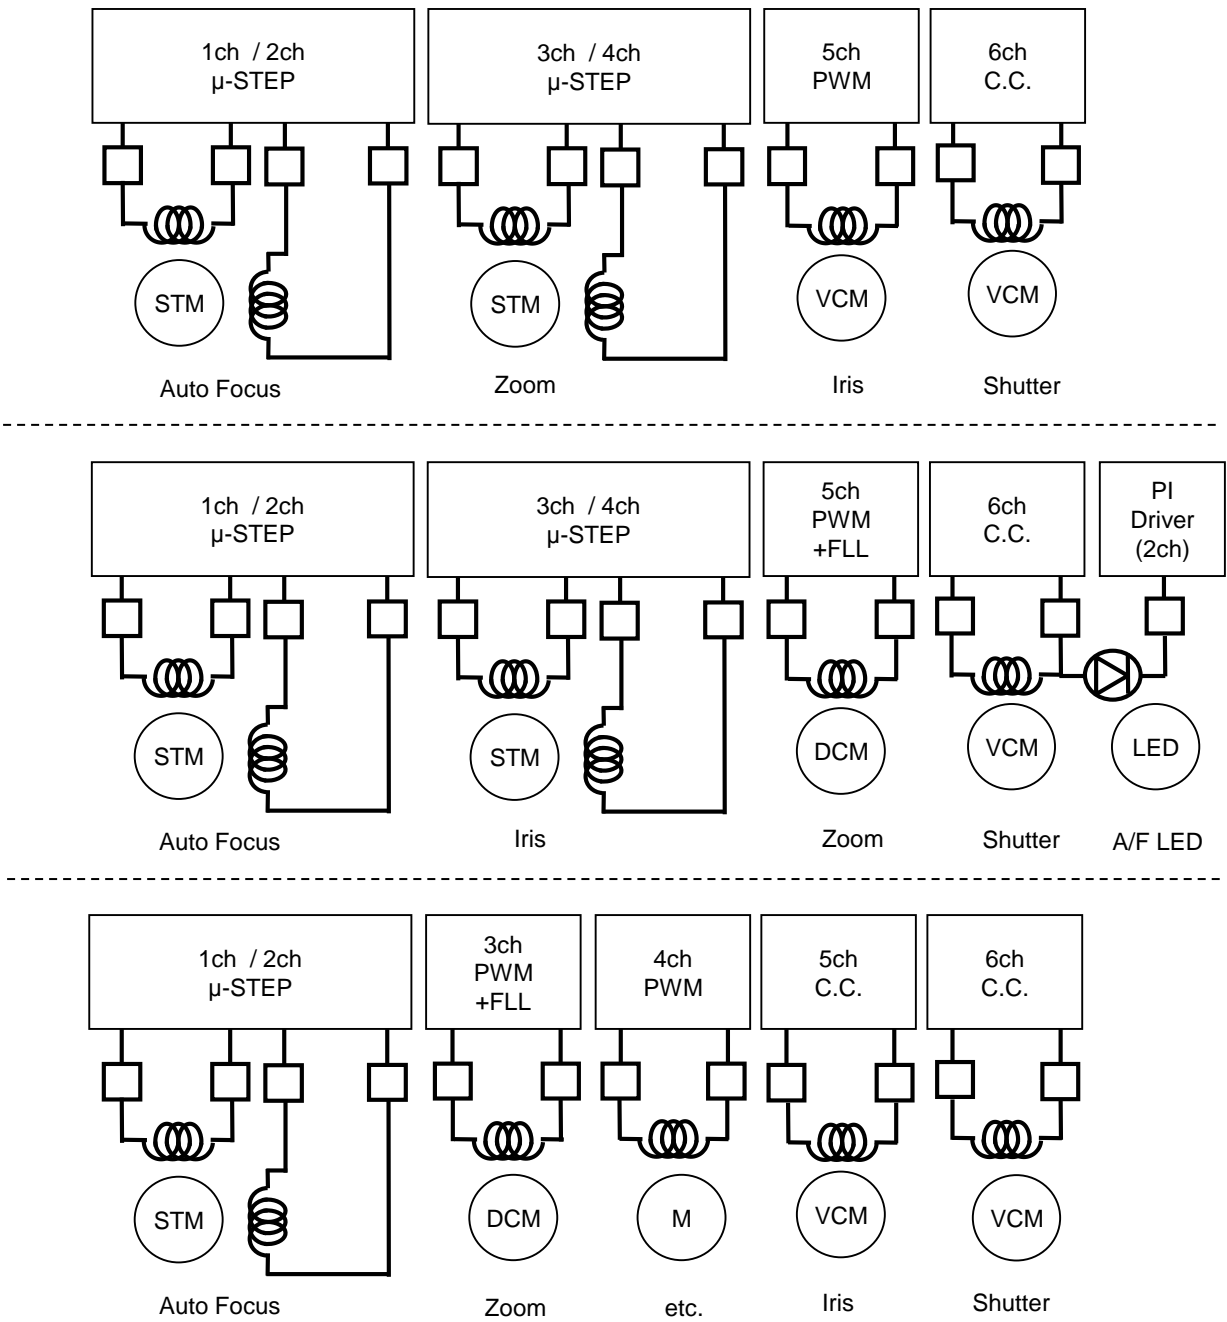 1ch / 2ch
μ-STEP
3ch / 4ch
μ-STEP
5ch
PWM
6ch
C.C.
STM
STM
VCM
VCM
Auto Focus
Zoom
Iris
Shutter
1ch / 2ch
μ-STEP
3ch / 4ch
μ-STEP
5ch
PWM
+FLL
6ch
C.C.
PI
Driver
(2ch)
STM
STM
DCM
VCM
LED
Auto Focus
Iris
Zoom
Shutter
A/F LED
1ch / 2ch
μ-STEP
3ch
PWM
+FLL
4ch
PWM
5ch
C.C.
6ch
C.C.
STM
DCM
M
VCM
VCM
Auto Focus
Zoom
etc.
Iris
Shutter